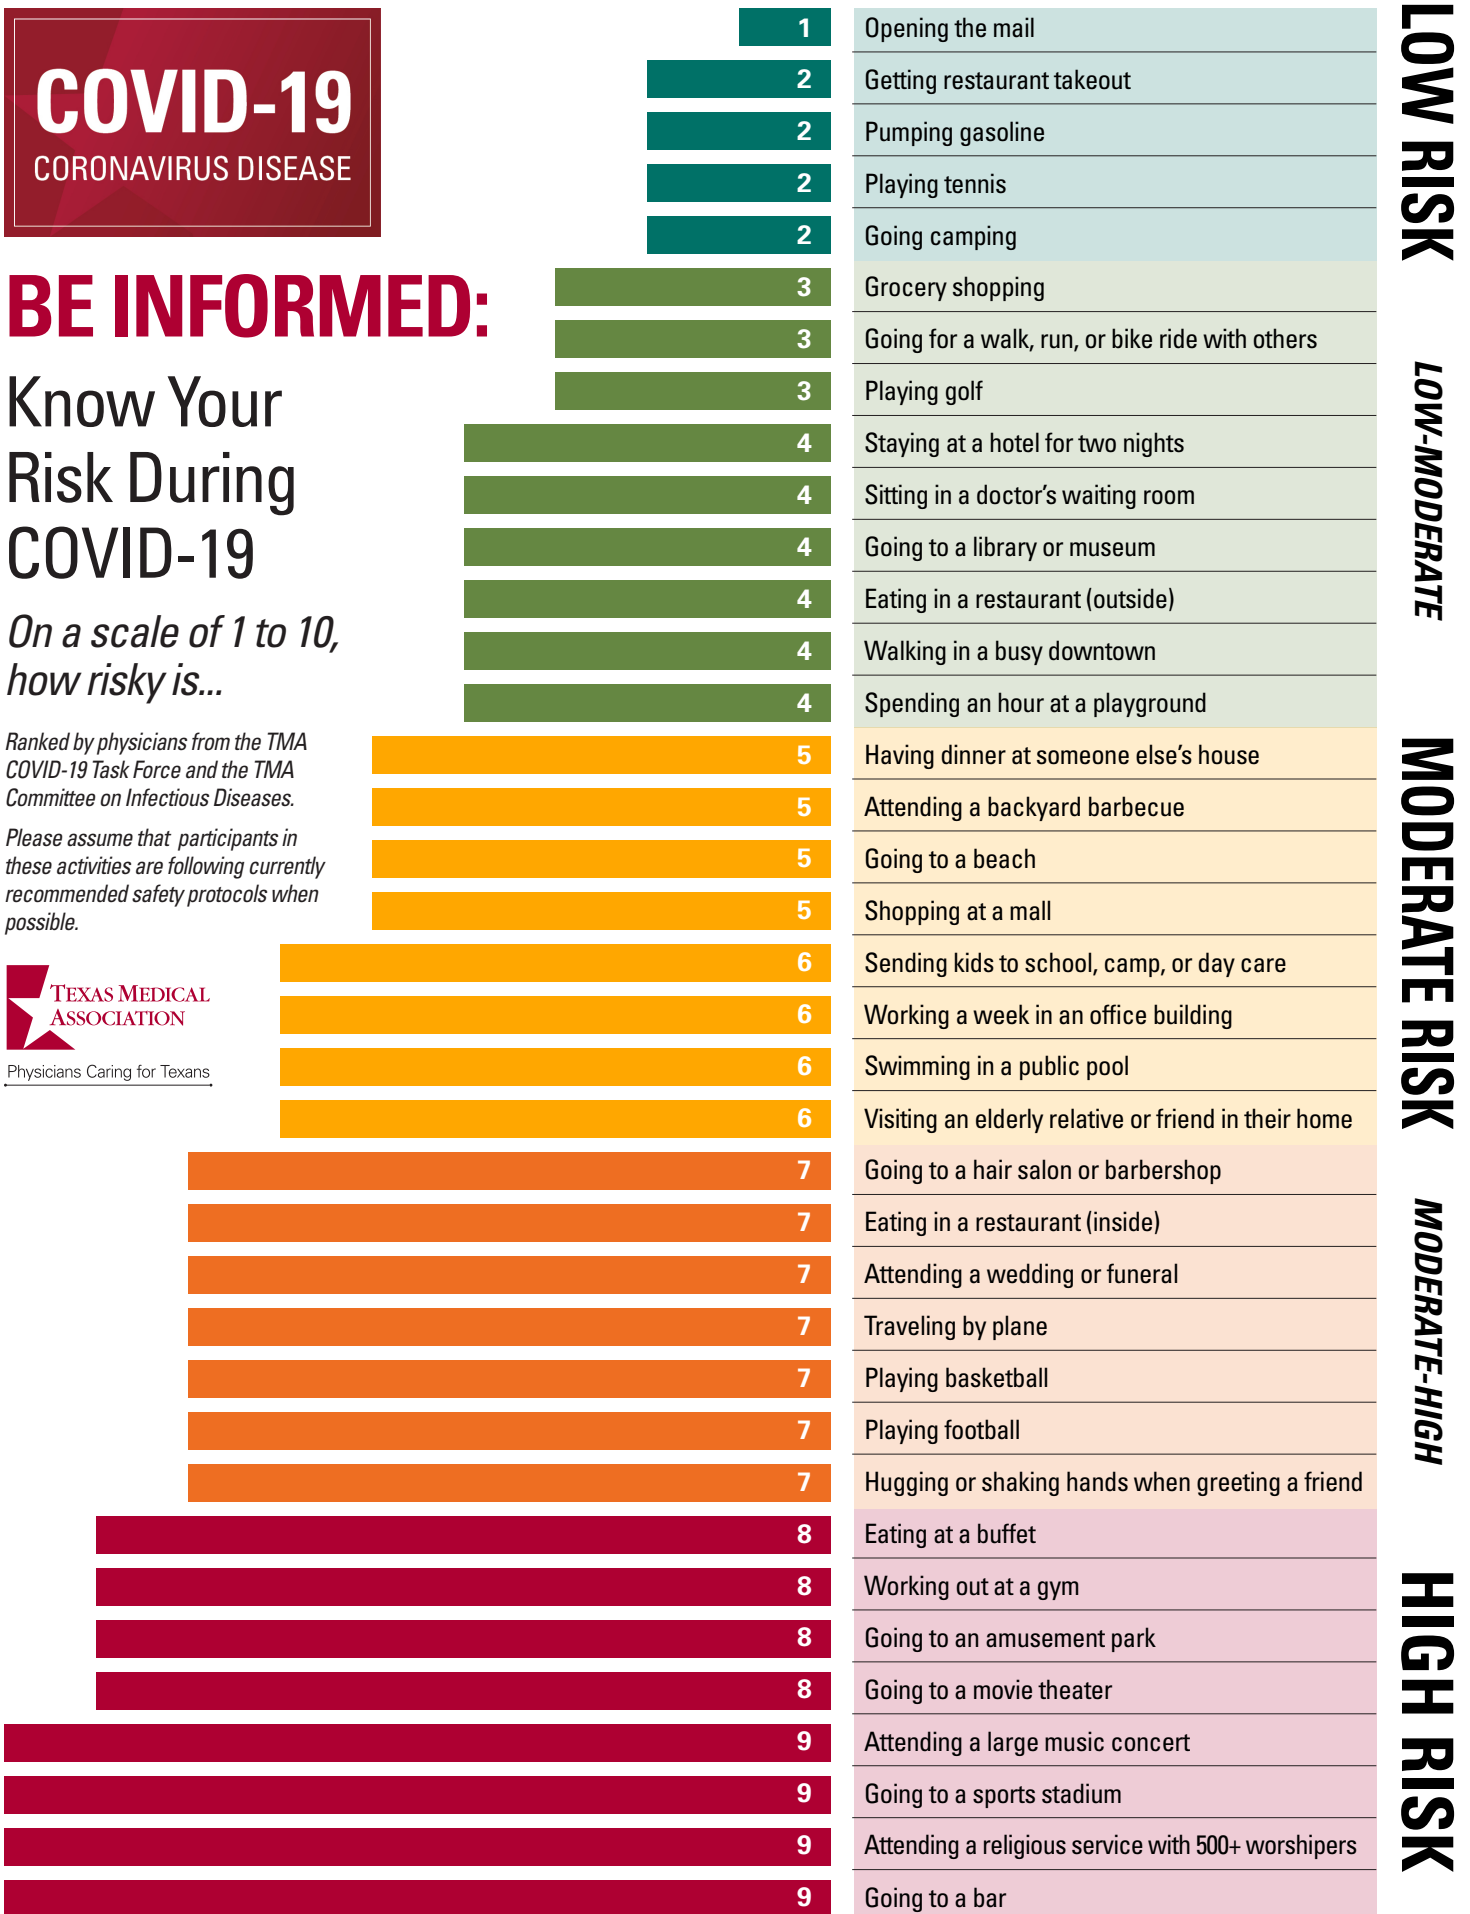 COVID-19
CORONAVIRUS DISEASE
BE INFORMED:
Know Your
Risk During
COVID-19
On a scale of 1 to 10,
how risky is...
Ranked by physicians from the TMA
COVID-19 Task Force and the TMA
Committee on Infectious Diseases.
Please assume that participants in
these activities are following currently
recommended safety protocols when
possible.
TEXAS MEDICAL
ASSOCIATION
Physicians Caring for Texans
1 Opening the mail
2 Getting restaurant takeout
2 Pumping gasoline
2 Playing tennis
2 Going camping
3 Grocery shopping
3 Going for a walk, run, or bike ride with others
3 Playing golf
4 Staying at a hotel for two nights
4 Sitting in a doctor's waiting room
4 Going to a library or museum
4 Eating in a restaurant (outside)
4 Walking in a busy downtown
4 Spending an hour at a playground
5 Having dinner at someone else's house
5 Attending a backyard barbecue
5 Going to a beach
5 Shopping at a mall
6 Sending kids to school, camp, or day care
6 Working a week in an office building
6 Swimming in a public pool
6 Visiting an elderly relative or friend in their home
7 Going to a hair salon or barbershop
7 Eating in a restaurant (inside)
7 Attending a wedding or funeral
7 Traveling by plane
7 Playing basketball
7 Playing football
7 Hugging or shaking hands when greeting a friend
8 Eating at a buffet
8 Working out at a gym
8 Going to an amusement park
8 Going to a movie theater
9 Attending a large music concert
9 Going to a sports stadium
9 Attending a religious service with 500+ worshipers
9 Going to a bar
LOW RISK
LOW-MODERATE
MODERATE RISK
MODERATE-HIGH
HIGH RISK